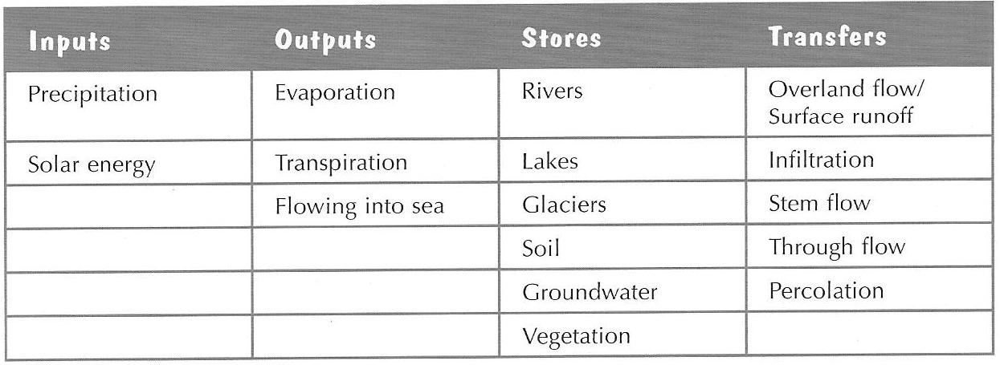 Inputs Outputs Stores Transfers
Precipitation Evaporation Rivers Overland flow/
Surface runoff
Solar energy Transpiration Lakes Infiltration
Flowing into sea Glaciers Stem flow
Soil Through flow
Groundwater Percolation
Vegetation